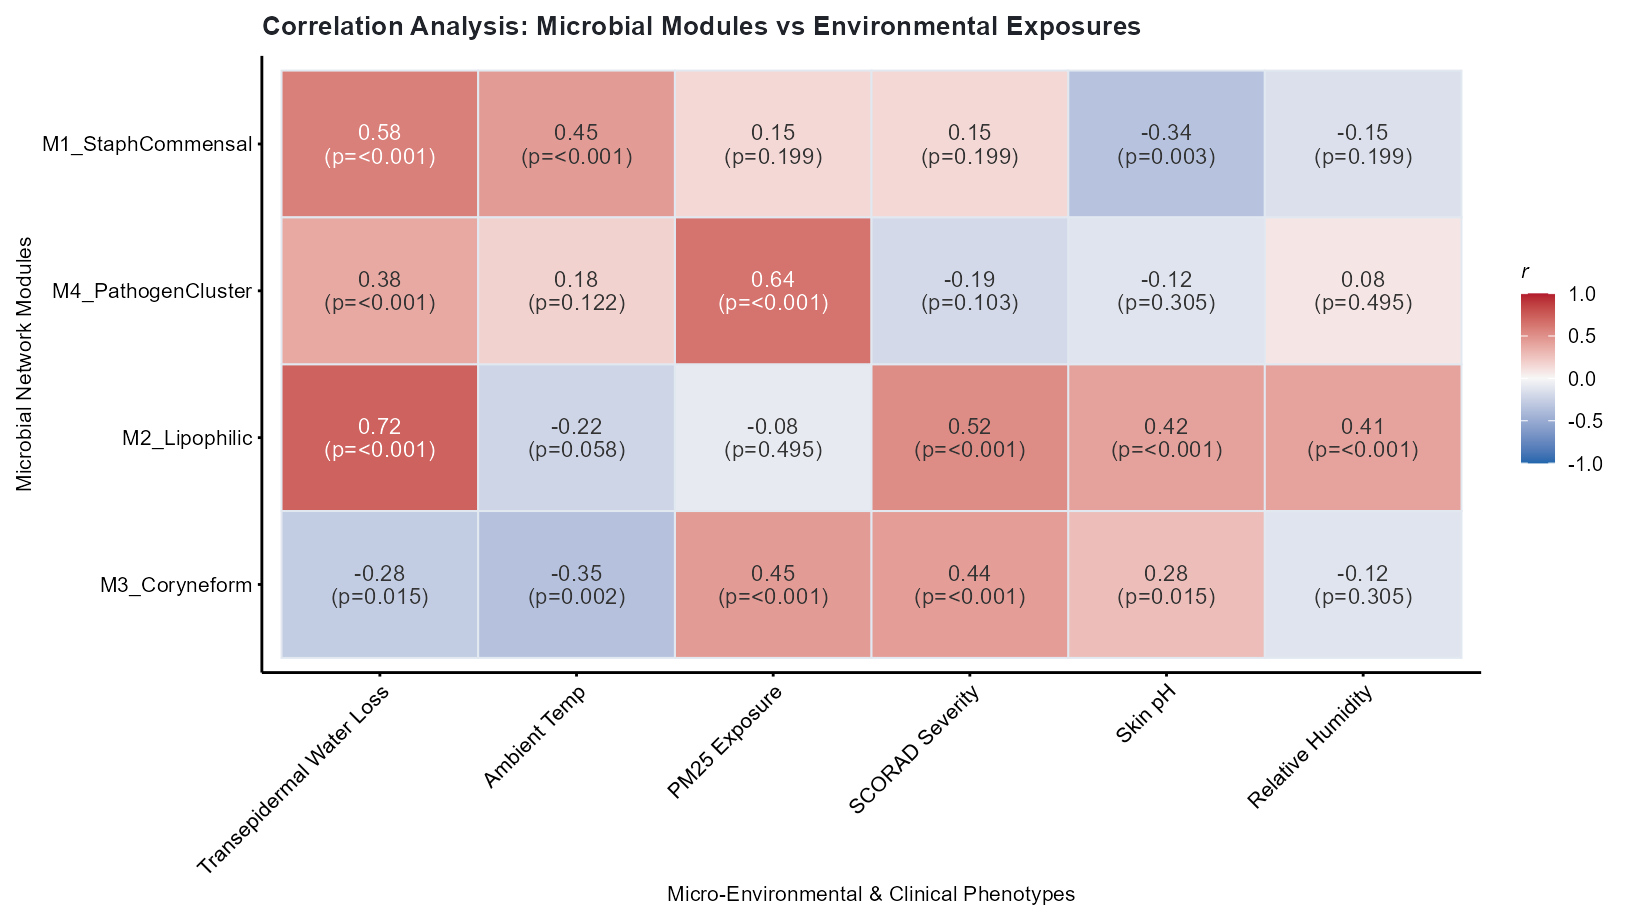 Correlation Analysis: Microbial Modules vs Environmental Exposures
Microbial Network Modules
M1_StaphCommensal
0.58
(p=<0.001)
0.45
(p=<0.001)
0.15
(p=0.199)
0.15
(p=0.199)
-0.34
(p=0.003)
-0.15
(p=0.199)
M4_PathogenCluster
0.38
(p=<0.001)
0.18
(p=0.122)
0.64
(p=<0.001)
-0.19
(p=0.103)
-0.12
(p=0.305)
0.08
(p=0.495)
M2_Lipophilic
0.72
(p=<0.001)
-0.22
(p=0.058)
-0.08
(p=0.495)
0.52
(p=<0.001)
0.42
(p=<0.001)
0.41
(p=<0.001)
M3_Coryneform
-0.28
(p=0.015)
-0.35
(p=0.002)
0.45
(p=<0.001)
0.44
(p=<0.001)
0.28
(p=0.015)
-0.12
(p=0.305)
Transepidermal Water Loss
Ambient Temp
PM25 Exposure
SCORAD Severity
Skin pH
Relative Humidity
Micro-Environmental & Clinical Phenotypes
r
1.0
0.5
0.0
-0.5
-1.0